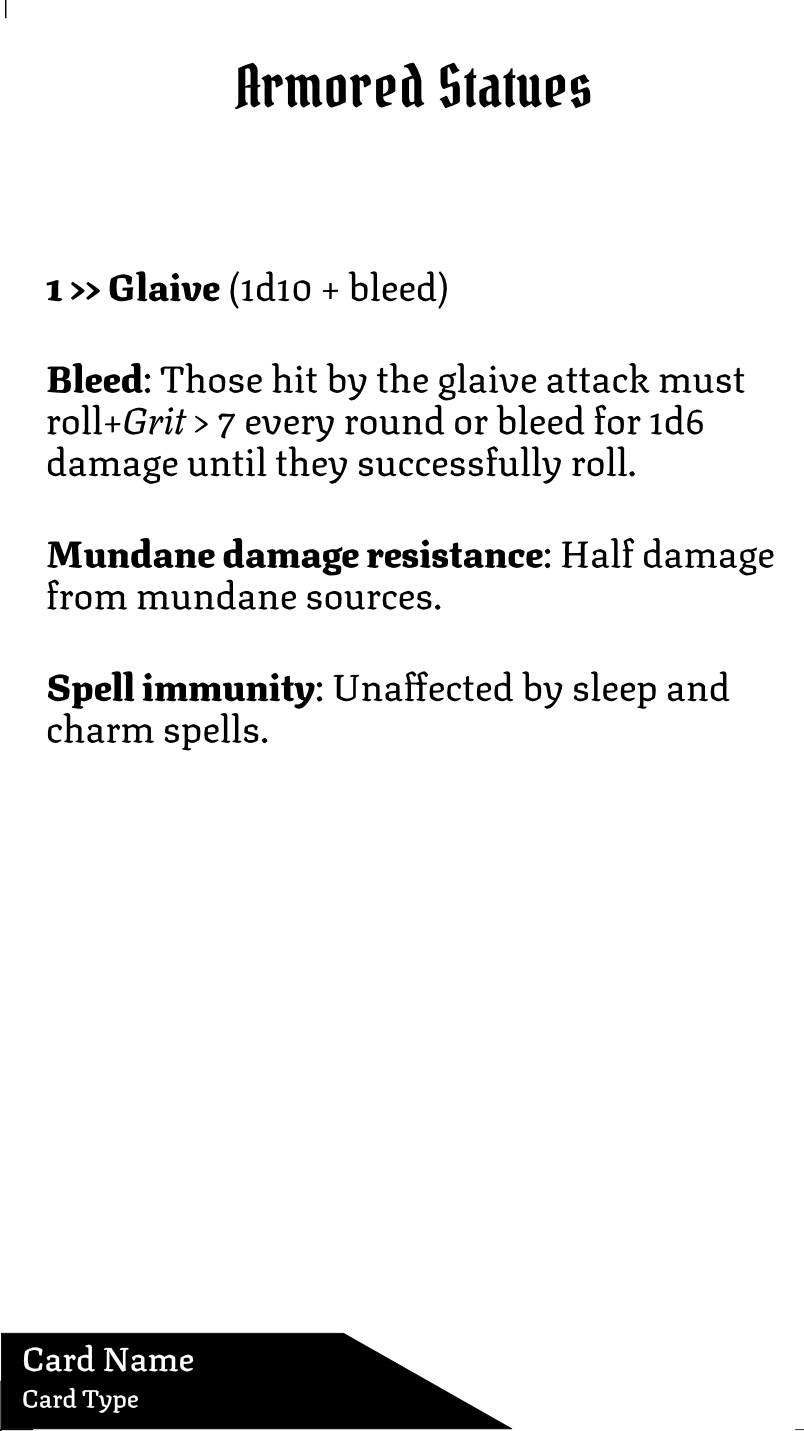 Armored Statues
1 >> Glaive (1d10 + bleed)
Bleed: Those hit by the glaive attack must
roll+Grit > 7 every round or bleed for 1d6
damage until they successfully roll.
Mundane damage resistance: Half damage
from mundane sources.
Spell immunity: Unaffected by sleep and
charm spells.
Card Name
Card Type